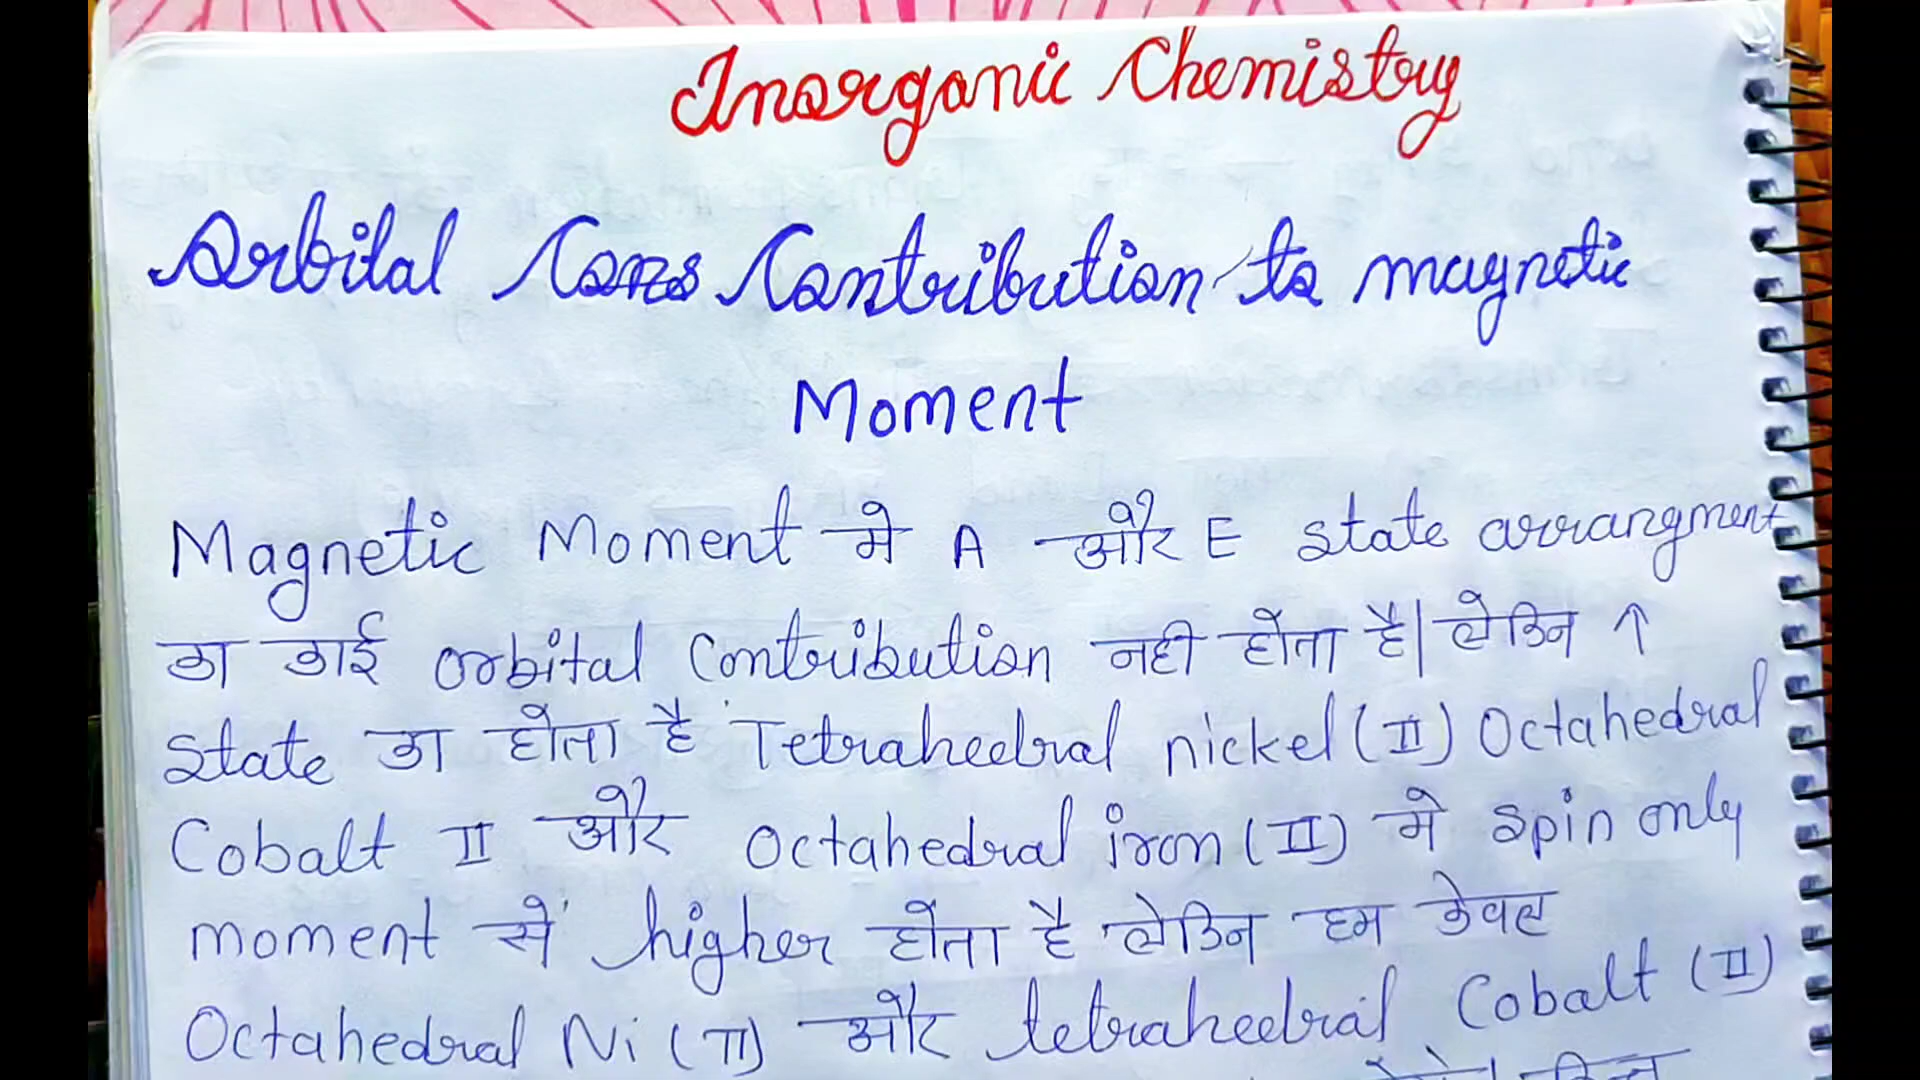 Inorganic Chemistry
Orbital Cons Contribution to magnetic
Moment
Magnetic Moment मे A और E state arrangment
का काई orbital Contribution नही होता है। लेकिन ↑
State का होता है Tetrahedral nickel (II) Octahedral
Cobalt II और Octahedral iron (II) मे spin only
moment से higher होता है लेकिन हम केवल
Octahedral Ni (II) और tetrahedral Cobalt (II)